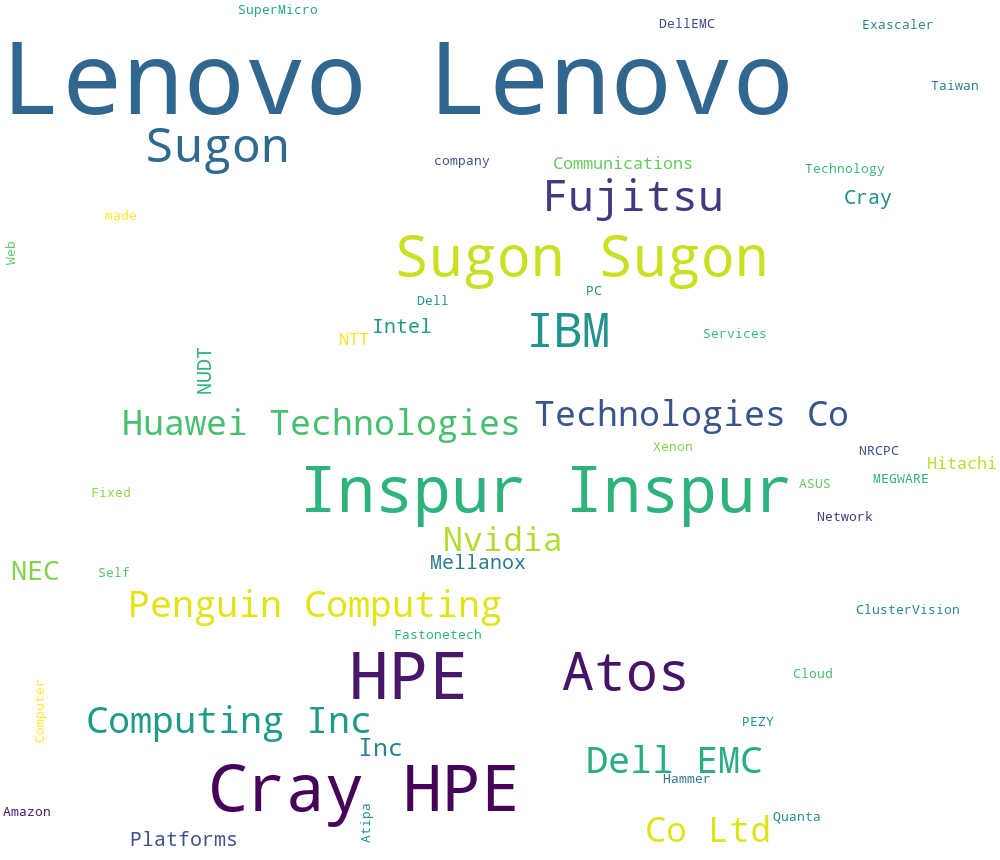 SuperMicro
DellEMC
Exascaler
Lenovo Lenovo
Taiwan
Sugon
company
Communications
Technology
Fujitsu
Cray
made
Web
Sugon Sugon
PC
Dell
Intel
NTT
IBM
Services
NUDT
Huawei Technologies
Technologies Co
Xenon
NRCPC
Hitachi
MEGWARE
ASUS
Inspur Inspur
Fixed
Network
Nvidia
Mellanox
NEC
Self
Penguin Computing
ClusterVision
Fastonetech
HPE
Atos
Cloud
Computer
Computing Inc
PEZY
Inc
Dell EMC
Hammer
Cray HPE
Amazon
Atipa
Quanta
Co Ltd
Platforms